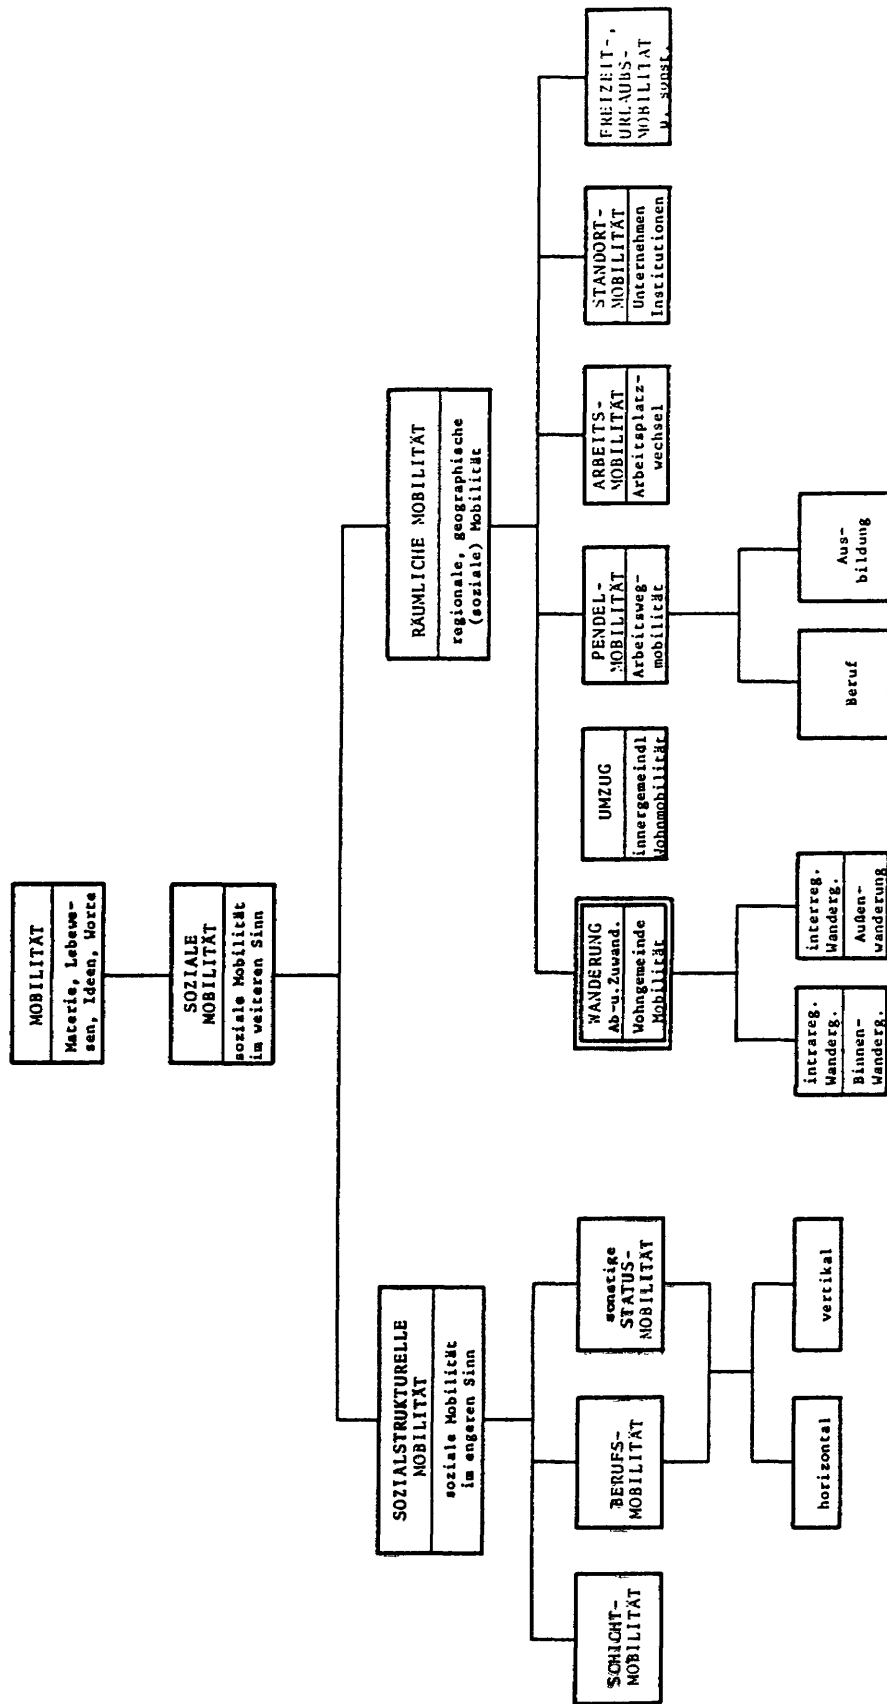 MOBILITÄT
Materie, Lebewe-
sen, Ideen, Worte
SOZIALE
MOBILITÄT
soziale Mobilität
im weiteren Sinn
SOZIALSTRUKTURELLE
MOBILITÄT
soziale Mobilität
im engeren Sinn
RÄUMLICHE MOBILITÄT
regionale, geographische
(soziale) Mobilität
SCHICHT-
MOBILITÄT
BERUFS-
MOBILITÄT
sonstige
STATUS-
MOBILITÄT
WANDERUNG
Ab-u.Zuwand.
Wohngemeinde
Mobilität
UMZUG
innergemeindl
Wohnmobilität
PENDEL-
MOBILITÄT
Arbeitsweg-
mobilität
ARBEITS-
MOBILITÄT
Arbeitsplatz-
wechsel
STANDORT-
MOBILITÄT
Unternehmen
Institutionen
FREIZEIT-,
URLAUBS-
MOBILITÄT
u. sonst.
horizontal
vertikal
intrareg.
Wanderg.
Binnen-
Wanderg.
interreg.
Wanderg.
Außen-
wanderung
Beruf
Aus-
bildung